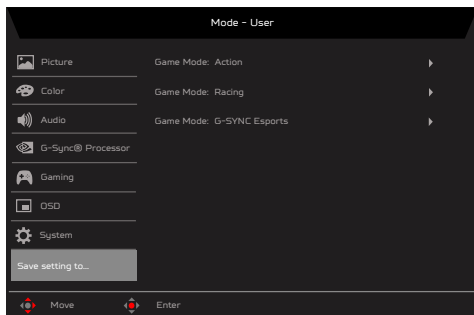 Mode - User
Picture
Game Mode: Action
Color
Game Mode: Racing
Audio
Game Mode: G-SYNC Esports
G-Sync® Processor
Gaming
OSD
System
Save setting to...
Move Enter